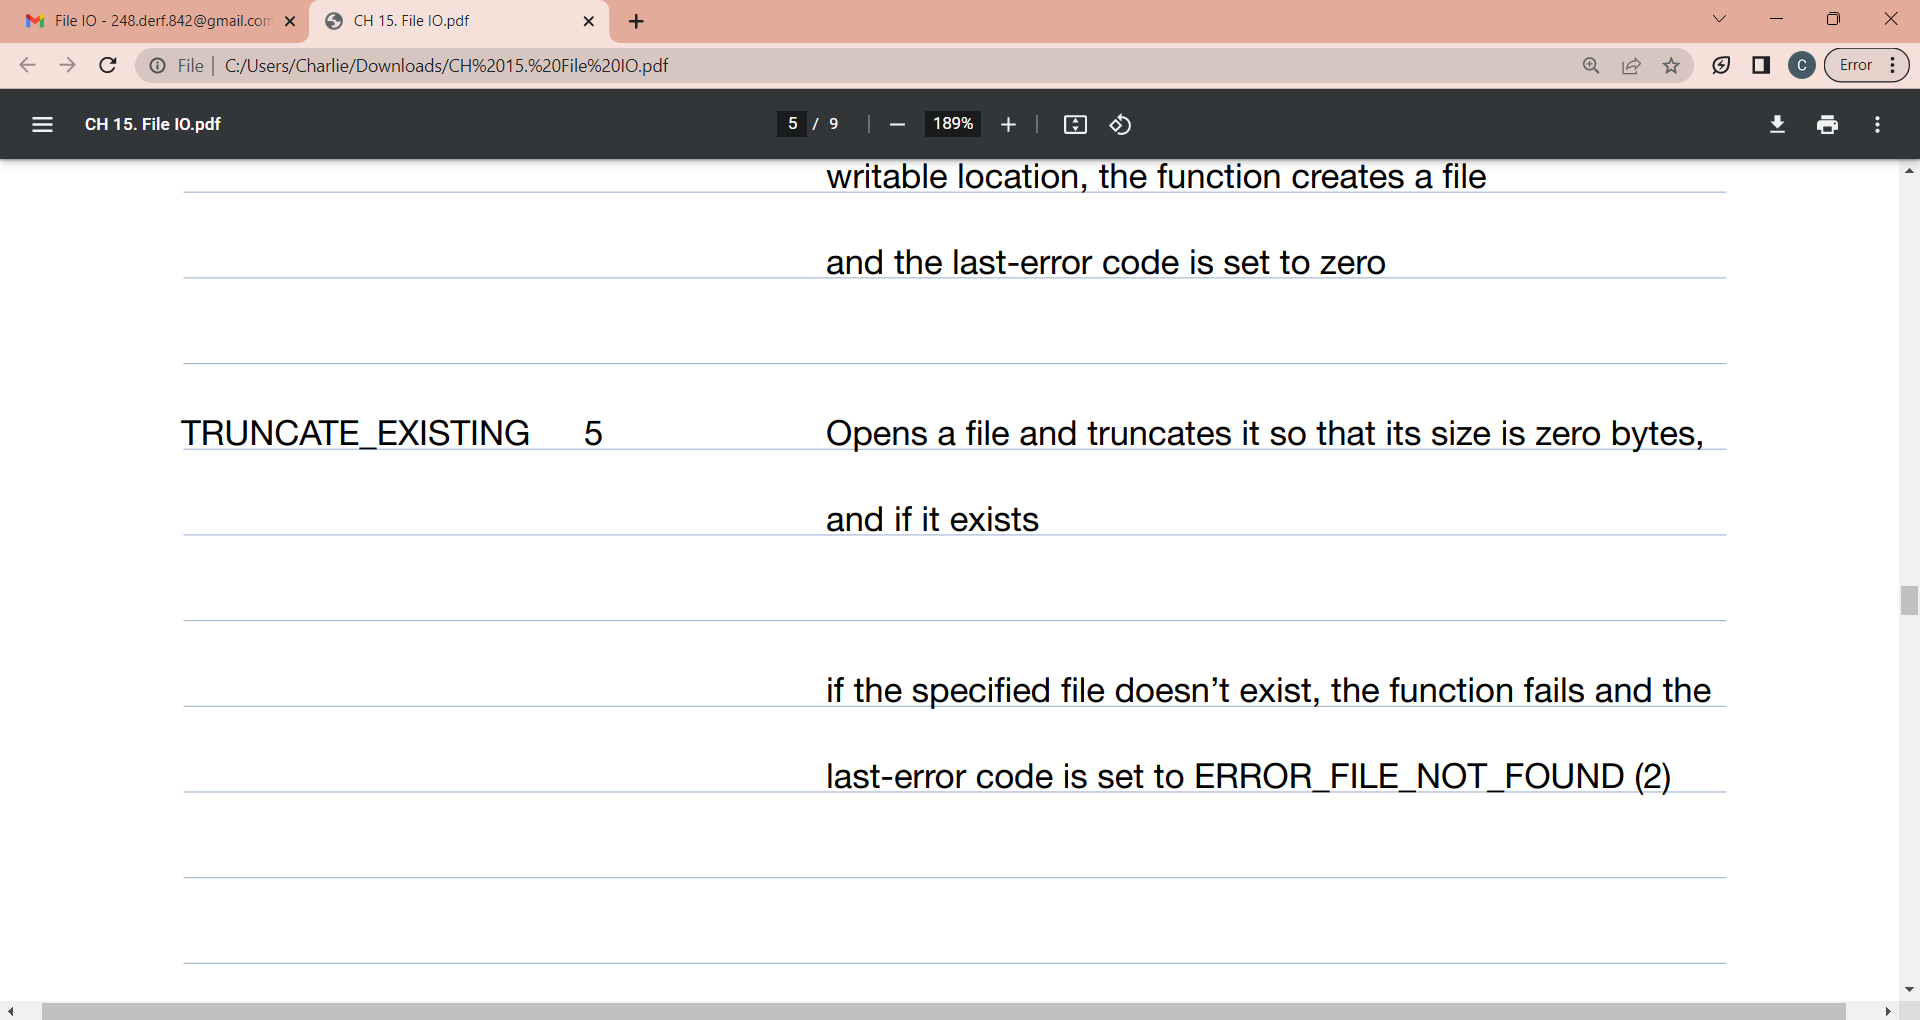 File IO - 248.derf.842@gmail.com
CH 15. File IO.pdf
File | C:/Users/Charlie/Downloads/CH%2015.%20File%20IO.pdf
C
Error
CH 15. File IO.pdf
5 / 9
189%
writable location, the function creates a file
and the last-error code is set to zero
TRUNCATE_EXISTING 5 Opens a file and truncates it so that its size is zero bytes,
and if it exists
if the specified file doesn’t exist, the function fails and the
last-error code is set to ERROR_FILE_NOT_FOUND (2)